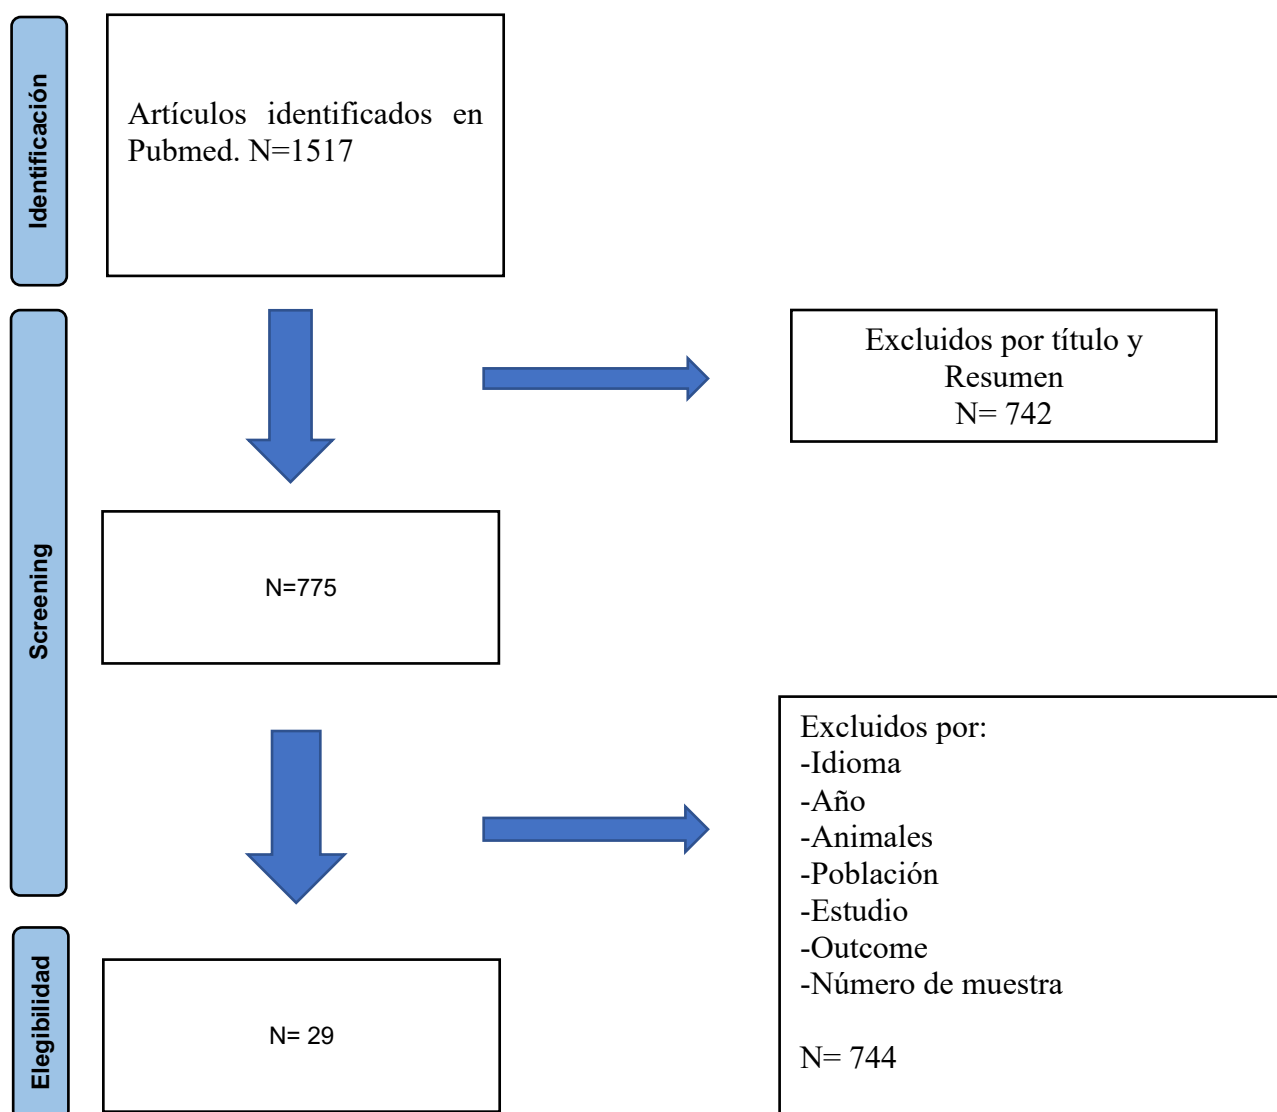 Identificación
Artículos identificados en
Pubmed. N=1517
Screening
Excluidos por título y
Resumen
N= 742
N=775
Excluidos por:
-Idioma
-Año
-Animales
-Población
-Estudio
-Outcome
-Número de muestra
N= 744
Elegibilidad
N= 29